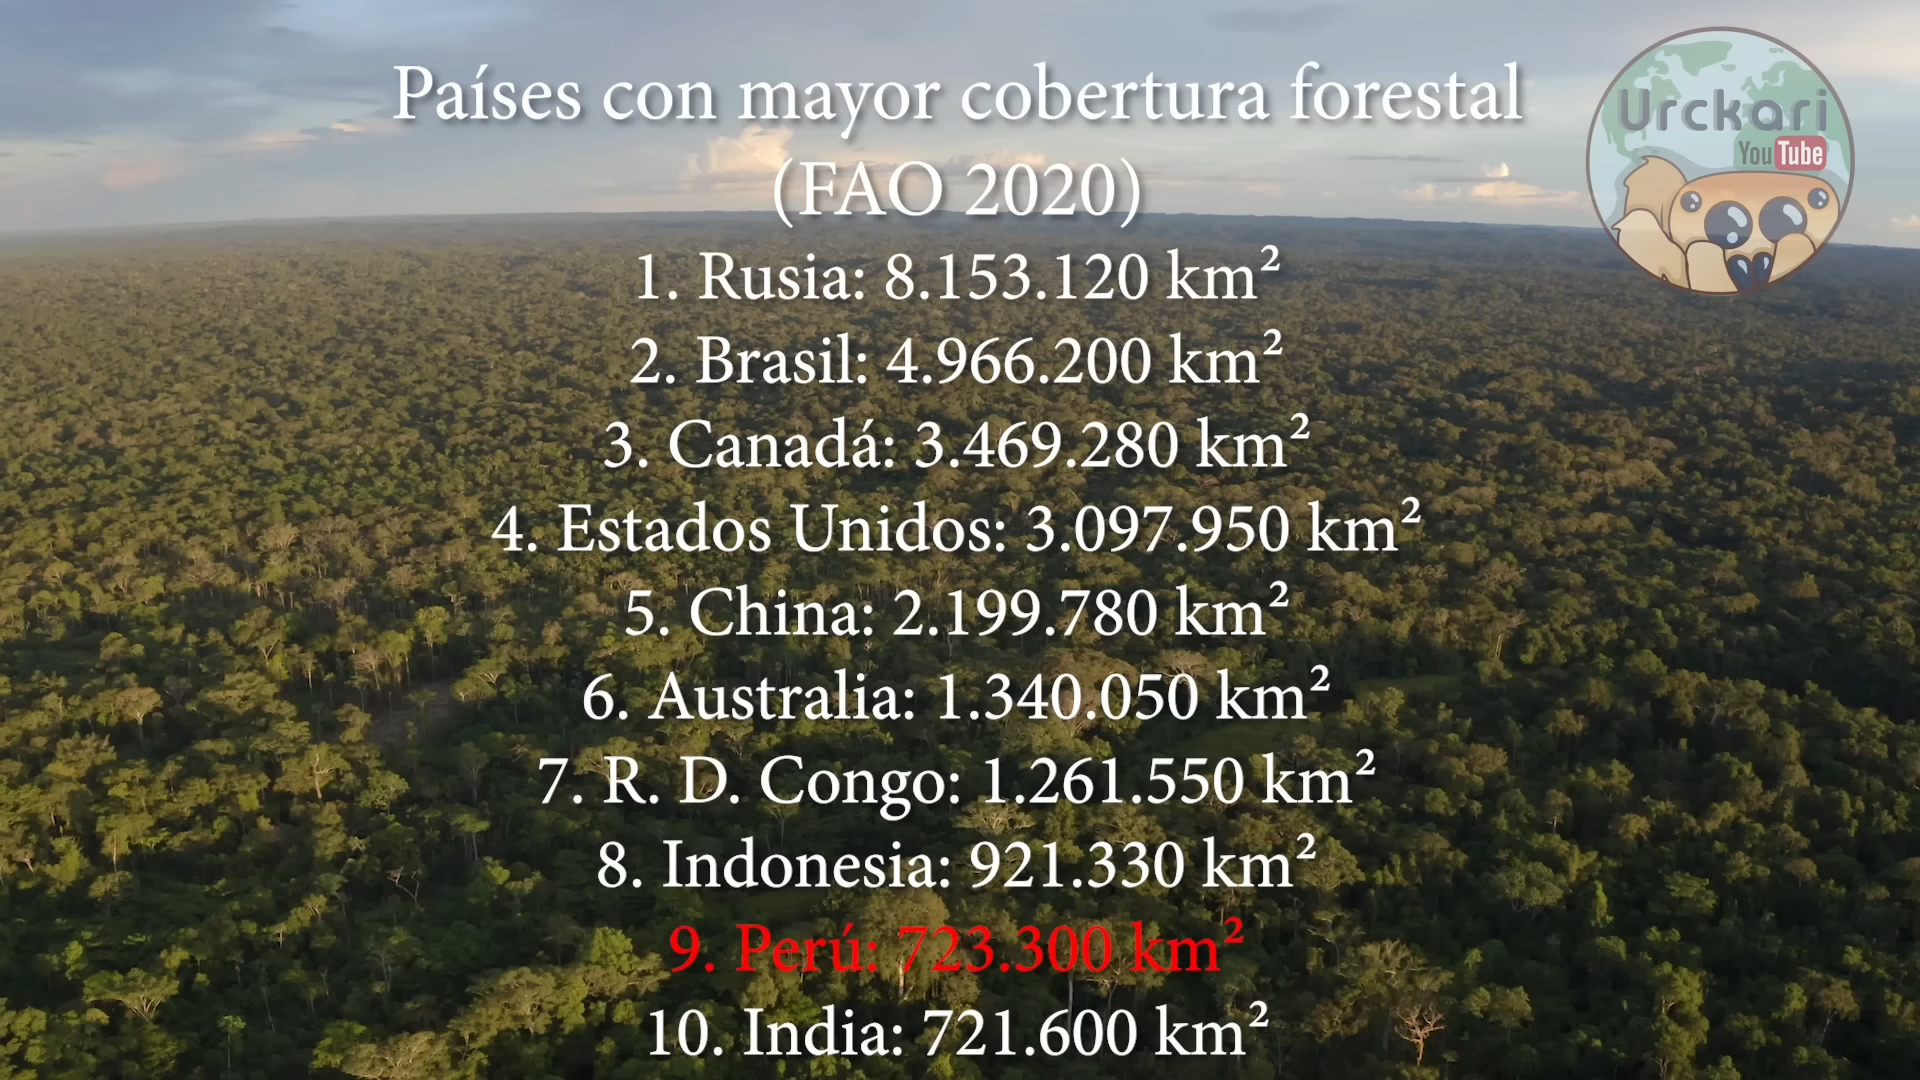 Países con mayor cobertura forestal
(FAO 2020)
1. Rusia: 8.153.120 km²
2. Brasil: 4.966.200 km²
3. Canadá: 3.469.280 km²
4. Estados Unidos: 3.097.950 km²
5. China: 2.199.780 km²
6. Australia: 1.340.050 km²
7. R. D. Congo: 1.261.550 km²
8. Indonesia: 921.330 km²
9. Perú: 723.300 km²
10. India: 721.600 km²
Urckari
YouTube